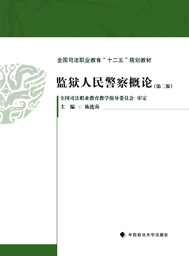 全国司法职业教育“十二五”规划教材
监狱人民警察概论（第二版）
全国司法职业教育教学指导委员会 审定
主 编
中国政法大学出版社